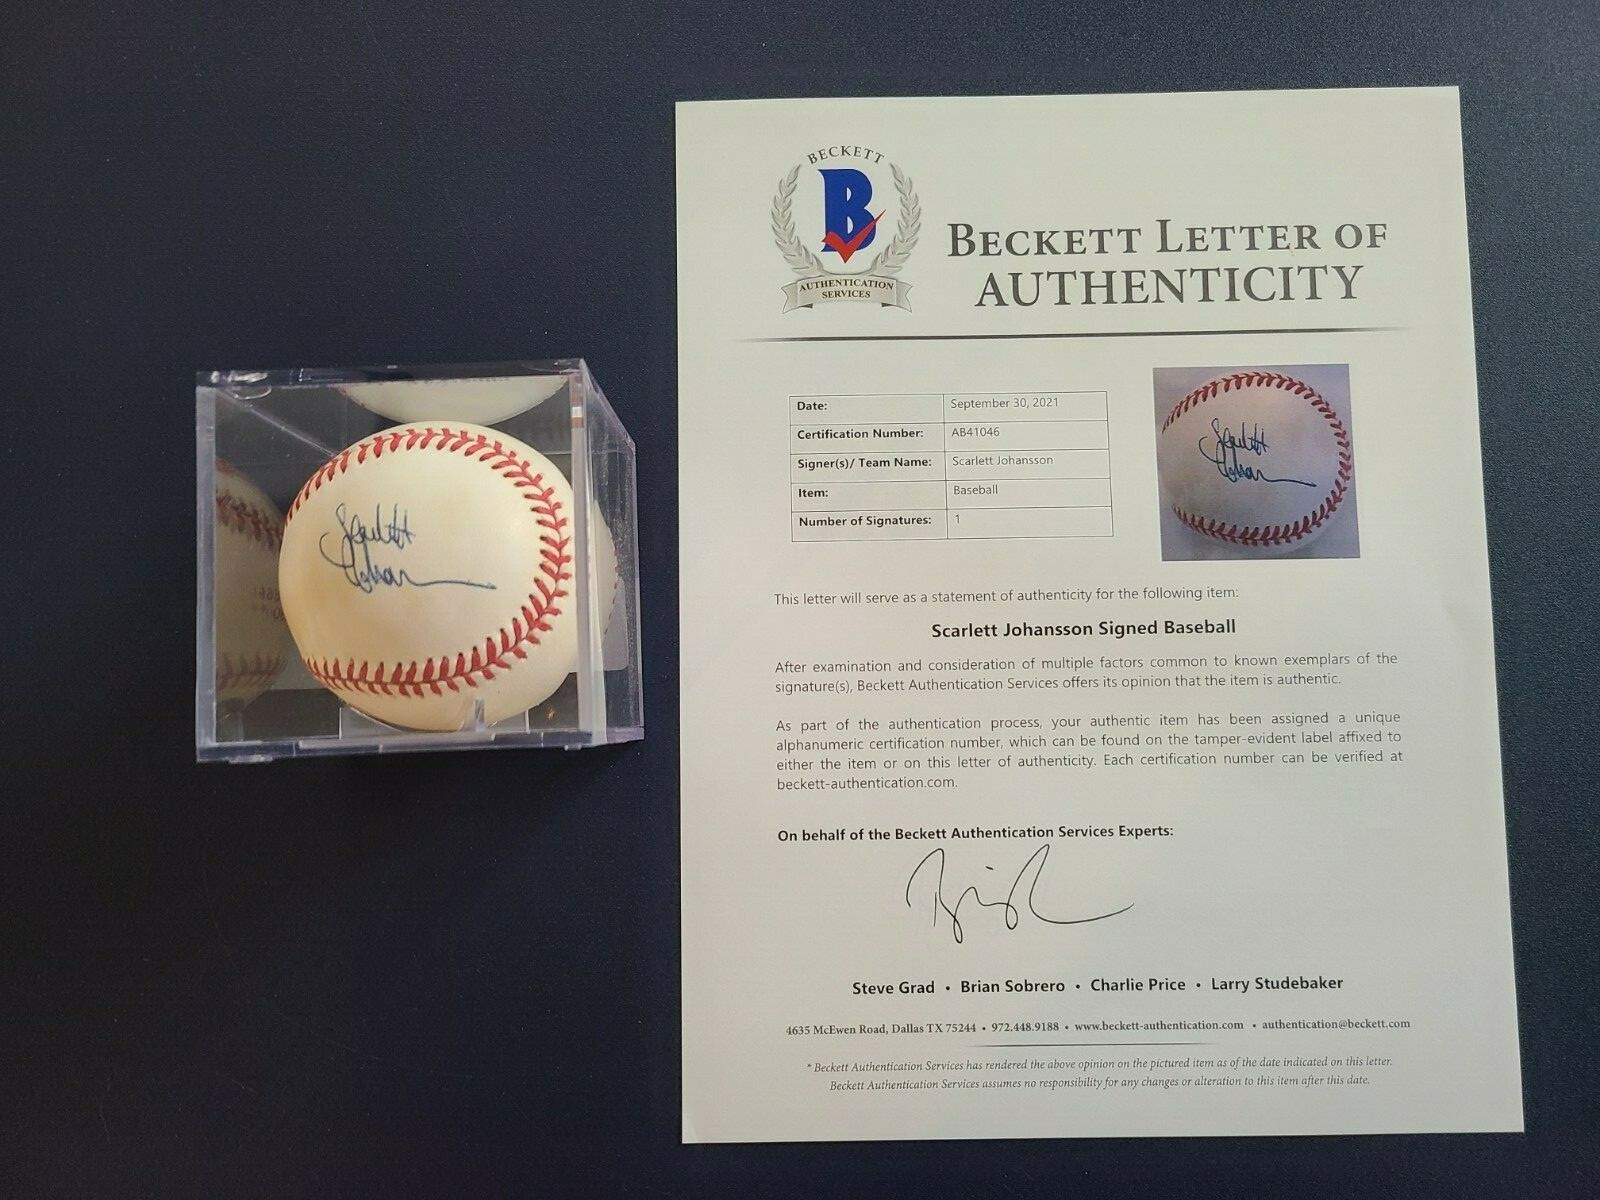 Scarlett
Johansson
BECKETT
B
AUTHENTICATION
SERVICES
BECKETT LETTER OF
AUTHENTICITY
Date: September 30, 2021
Certification Number: AB41046
Signer(s)/ Team Name: Scarlett Johansson
Item: Baseball
Number of Signatures: 1
Scarlett
Johansson
This letter will serve as a statement of authenticity for the following item:
Scarlett Johansson Signed Baseball
After examination and consideration of multiple factors common to known exemplars of the
signature(s), Beckett Authentication Services offers its opinion that the item is authentic.
As part of the authentication process, your authentic item has been assigned a unique
alphanumeric certification number, which can be found on the tamper-evident label affixed to
either the item or on this letter of authenticity. Each certification number can be verified at
beckett-authentication.com.
On behalf of the Beckett Authentication Services Experts:
Steve Grad • Brian Sobrero • Charlie Price • Larry Studebaker
4635 McEwen Road, Dallas TX 75244 • 972.448.9188 • www.beckett-authentication.com • authentication@beckett.com
* Beckett Authentication Services has rendered the above opinion on the pictured item as of the date indicated on this letter.
Beckett Authentication Services assumes no responsibility for any changes or alteration to this item after this date.